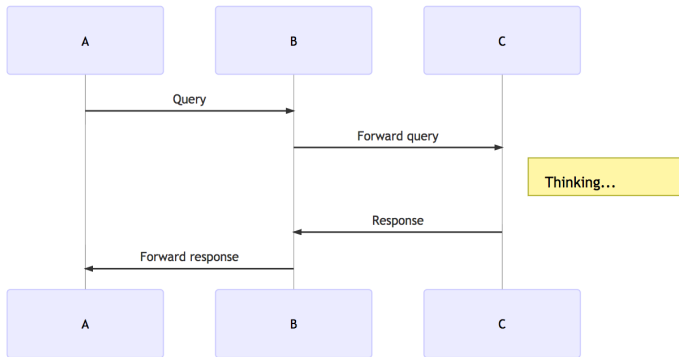 A
B
C
Query
Forward query
Thinking...
Response
Forward response
A
B
C